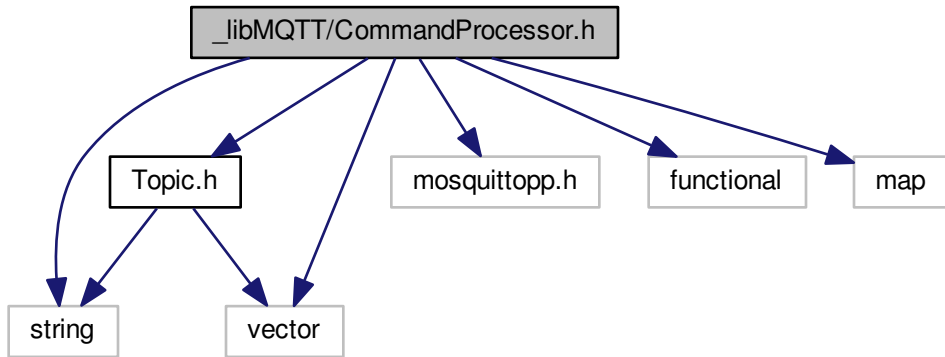 _libMQTT/CommandProcessor.h
Topic.h
mosquittopp.h
functional
map
string
vector